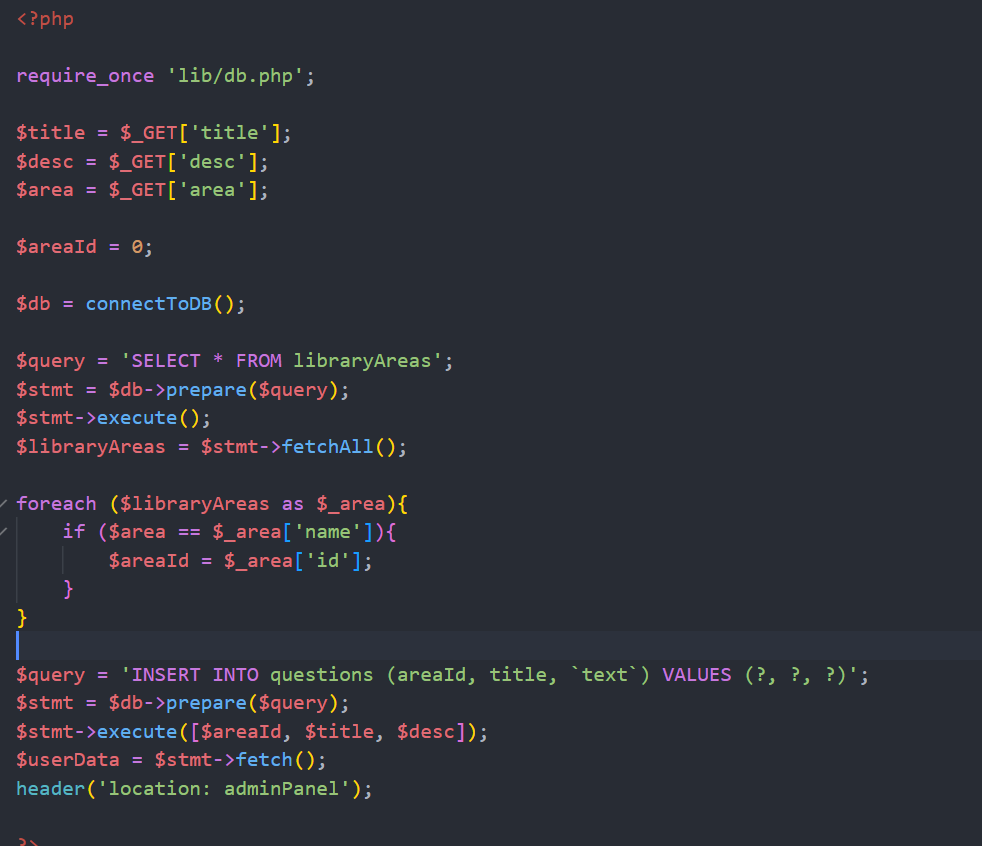 <?php
require_once 'lib/db.php';
$title = $_GET['title'];
$desc = $_GET['desc'];
$area = $_GET['area'];
$areaId = 0;
$db = connectToDB();
$query = 'SELECT * FROM libraryAreas';
$stmt = $db->prepare($query);
$stmt->execute();
$libraryAreas = $stmt->fetchAll();
foreach ($libraryAreas as $_area){
if ($area == $_area['name']){
$areaId = $_area['id'];
}
}
$query = 'INSERT INTO questions (areaId, title, `text`) VALUES (?, ?, ?)';
$stmt = $db->prepare($query);
$stmt->execute([$areaId, $title, $desc]);
$userData = $stmt->fetch();
header('location: adminPanel');
?>